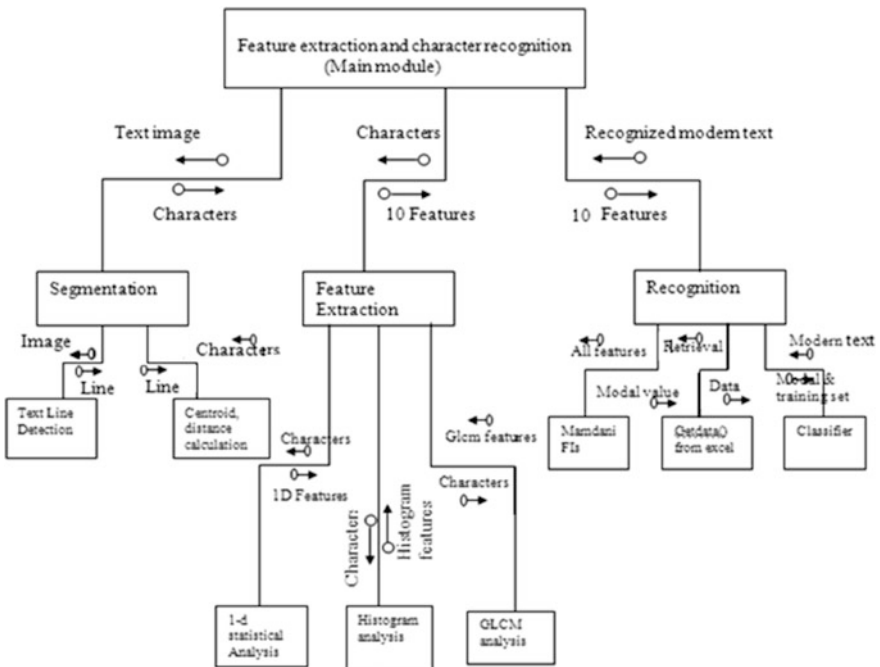 Feature extraction and character recognition
(Main module)
Text image
Characters
Recognized modern text
Characters
10 Features
10 Features
Segmentation
Feature
Extraction
Recognition
Image
Characters
Line
Line
All features
Retrieval
Modern text
Modal value
Data
Modal &
training set
Text Line
Detection
Centroid,
distance
calculation
Mamdani
FIs
Getdata()
from excel
Classifier
Characters
1D Features
Glcm features
Characters
Characters
Histogram
features
1-d
statistical
Analysis
Histogram
analysis
GLCM
analysis